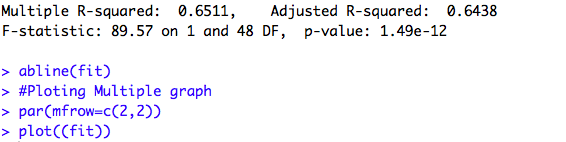 Multiple R-squared:  0.6511,	Adjusted R-squared:  0.6438
F-statistic: 89.57 on 1 and 48 DF,  p-value: 1.49e-12
> abline(fit)
> #Ploting Multiple graph
> par(mfrow=c(2,2))
> plot((fit))